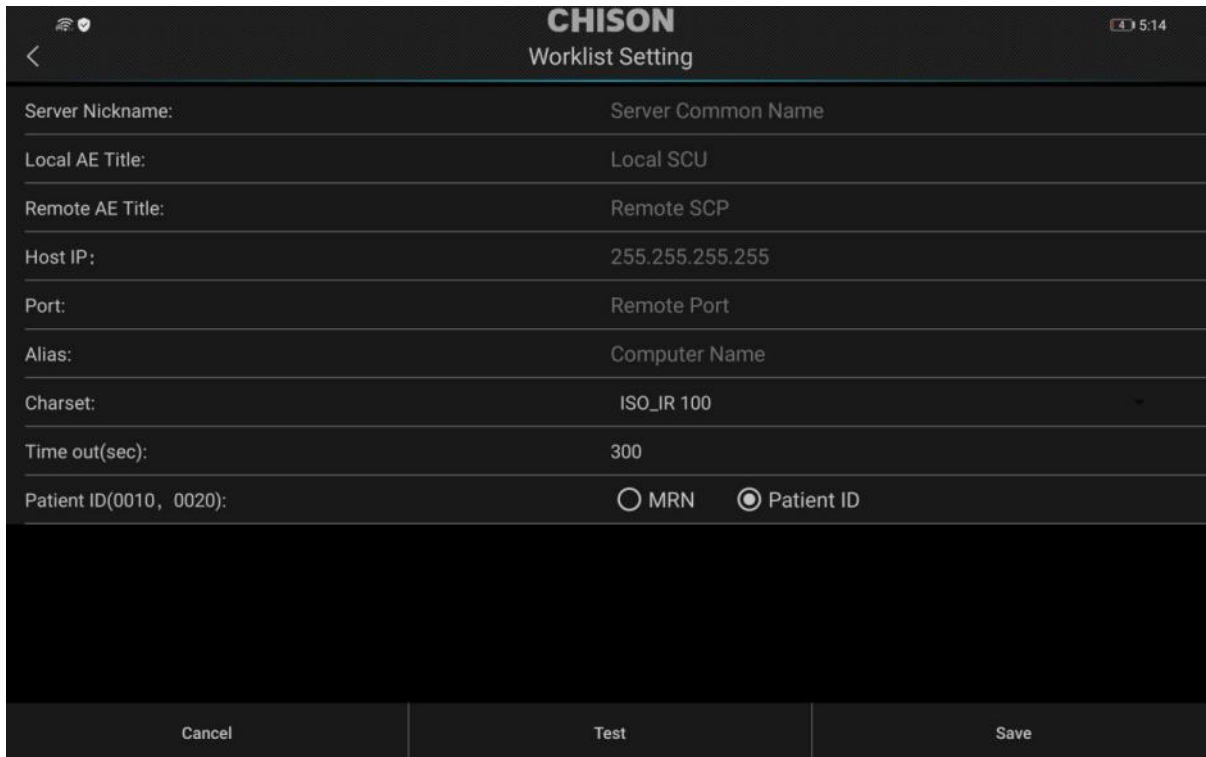 CHISON
4 5:14
Worklist Setting
Server Nickname: Server Common Name
Local AE Title: Local SCU
Remote AE Title: Remote SCP
Host IP： 255.255.255.255
Port: Remote Port
Alias: Computer Name
Charset: ISO_IR 100
Time out(sec): 300
Patient ID(0010，0020): MRN Patient ID
Cancel Test Save